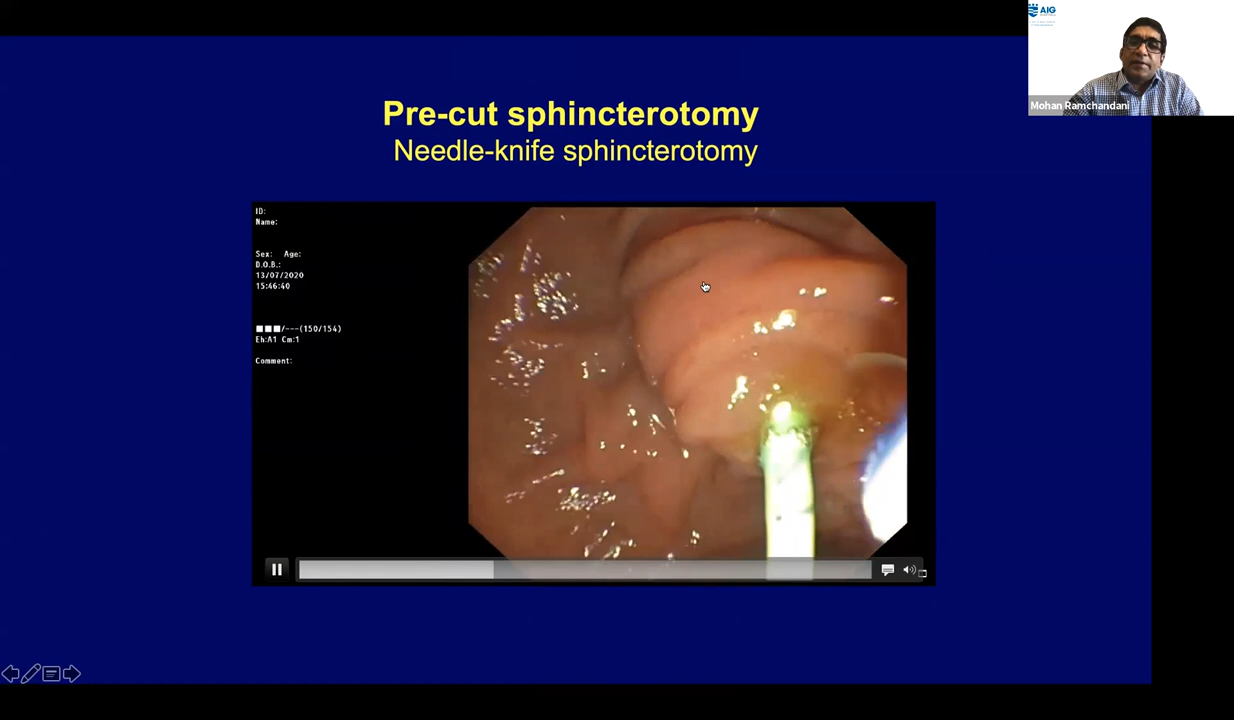 AIG
Mohan Ramchandani
Pre-cut sphincterotomy
Needle-knife sphincterotomy
ID:
Name:
Sex: Age:
D.O.B.:
13/07/2020
15:46:40
■■■/---(150/154)
Eh:A1 Cm:1
Comment: